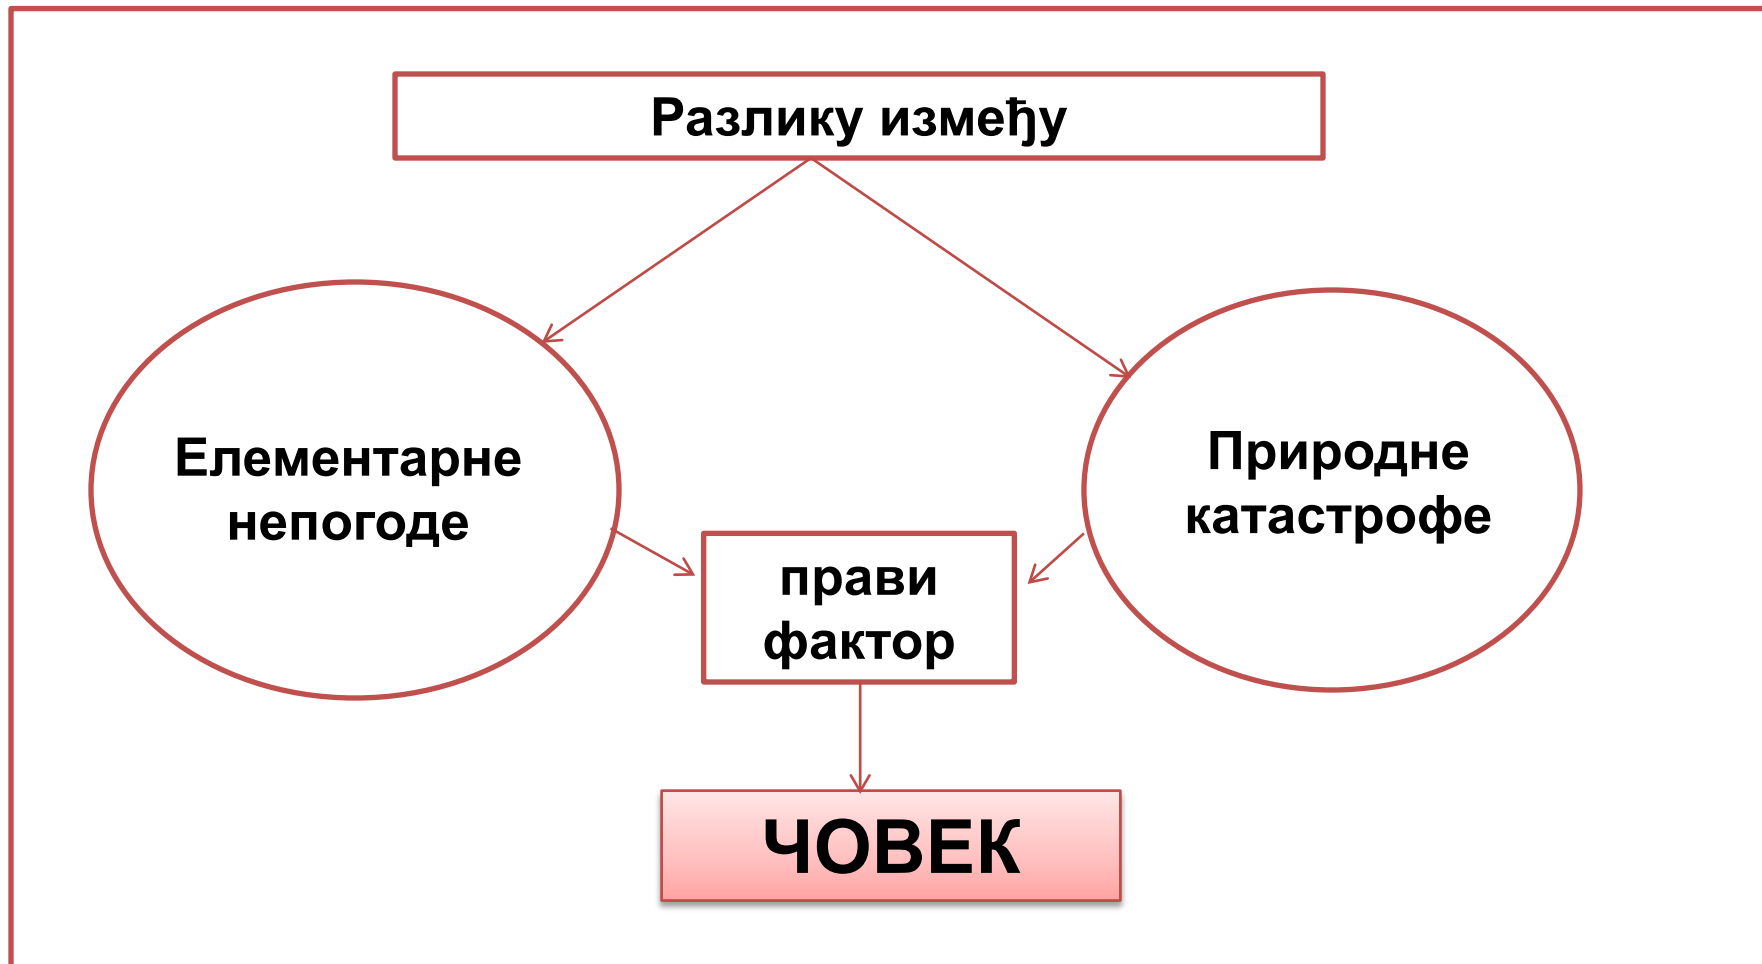 Разлику између
Елементарне
непогоде
Природне
катастрофе
прави
фактор
ЧОВЕК